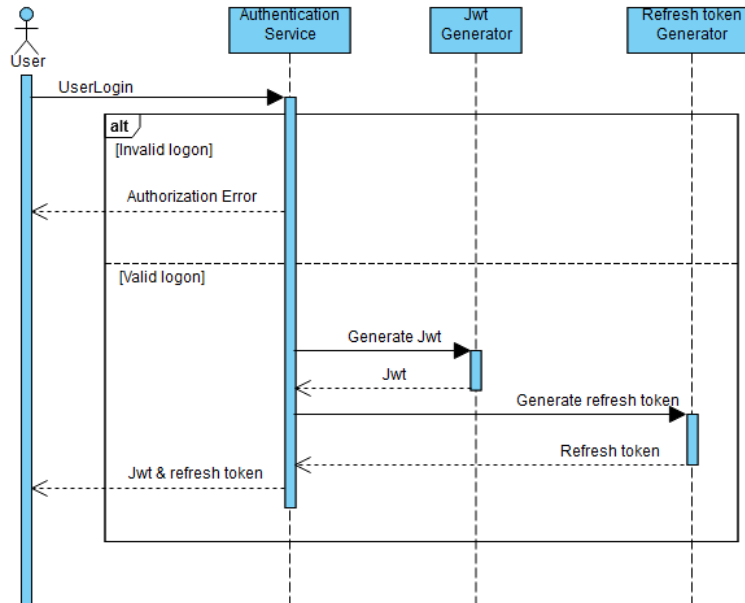 Authentication
Service
Jwt
Generator
Refresh token
Generator
User
UserLogin
alt
[Invalid logon]
Authorization Error
[Valid logon]
Generate Jwt
Jwt
Generate refresh token
Refresh token
Jwt & refresh token